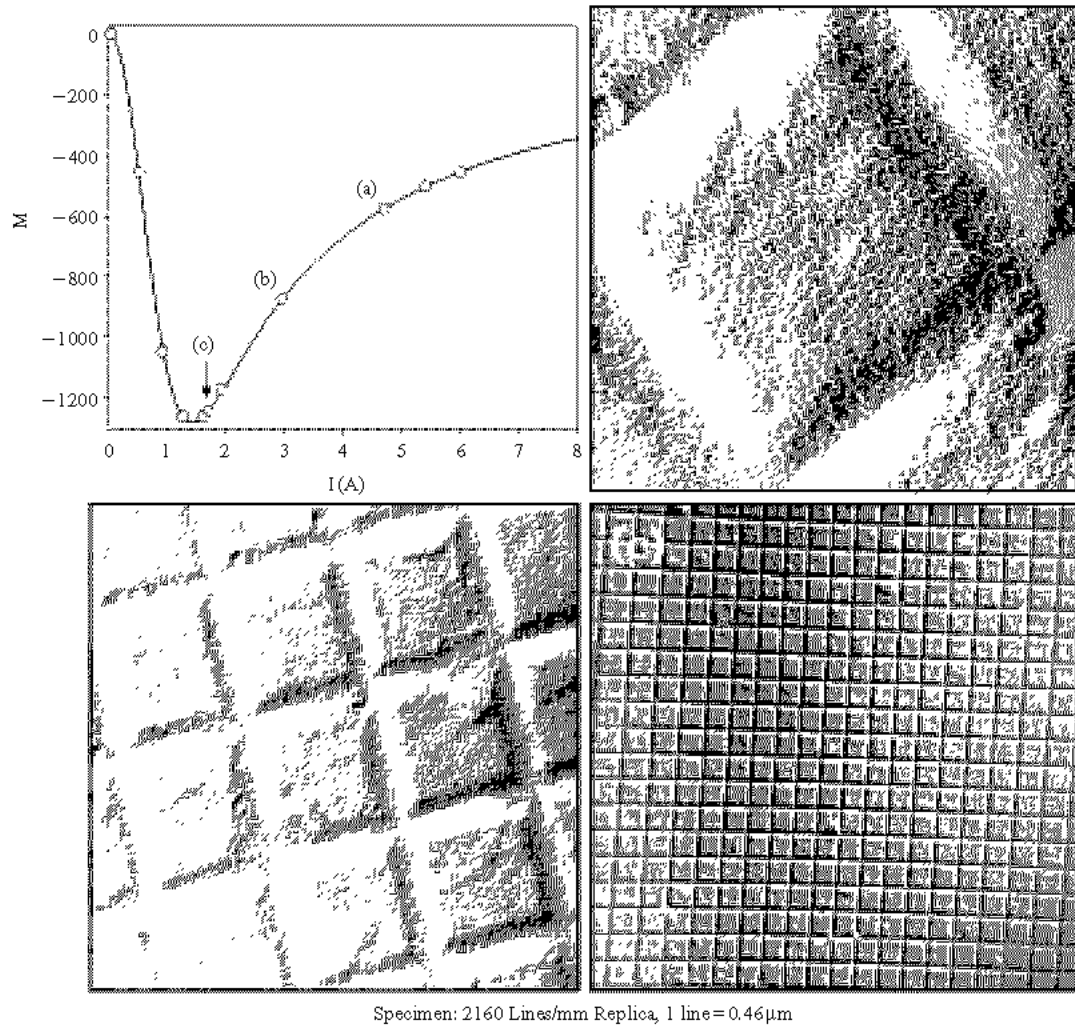 0
−200
−400
−600
−800
−1000
−1200
M
(a)
(b)
(c)
0 1 2 3 4 5 6 7 8
I (A)
Specimen: 2160 Lines/mm Replica, 1 line = 0.46μm